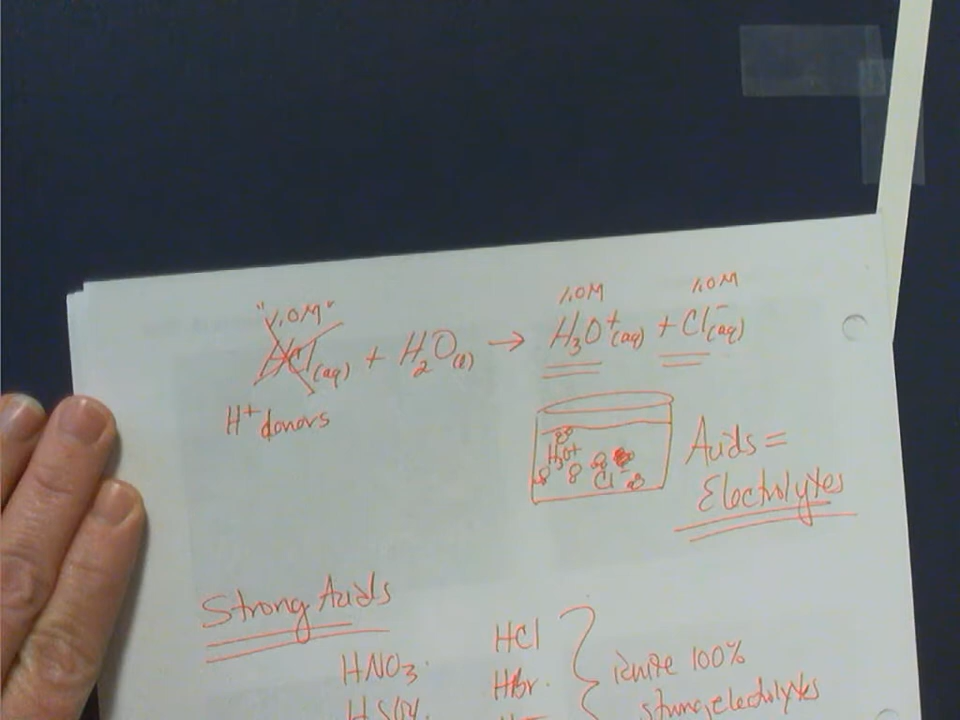 "1.0M" 1.0M 1.0M
HCl(aq) + H₂O(l) → H₃O⁺(aq) + Cl⁻(aq)
H⁺ donors
H₃O⁺
Cl⁻
Acids =
Electrolytes
Strong Acids
HCl
HNO₃
HBr
ionize 100%
strong electrolytes